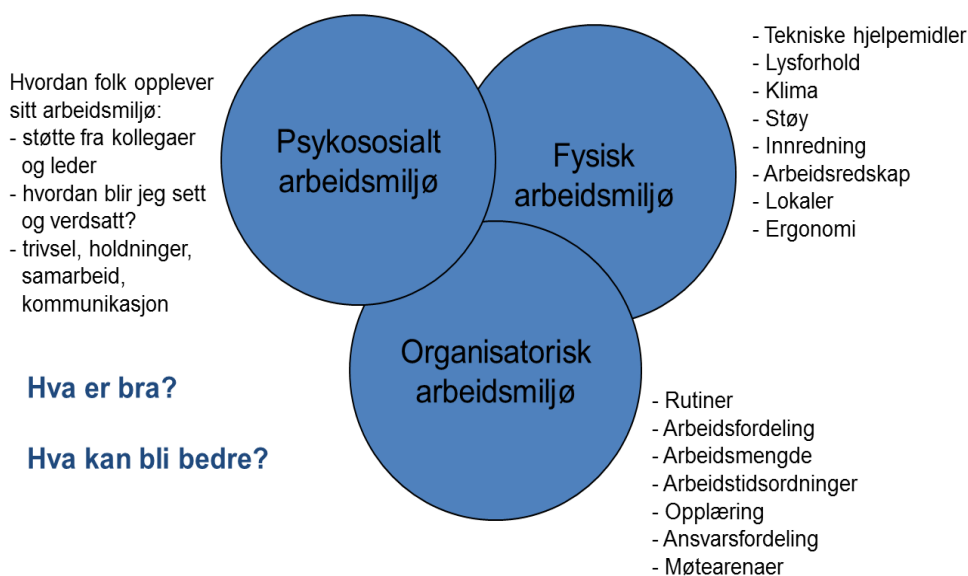 Hvordan folk opplever
sitt arbeidsmiljø:
- støtte fra kollegaer
og leder
- hvordan blir jeg sett
og verdsatt?
- trivsel, holdninger,
samarbeid,
kommunikasjon
Psykososialt
arbeidsmiljø
Fysisk
arbeidsmiljø
- Tekniske hjelpemidler
- Lysforhold
- Klima
- Støy
- Innredning
- Arbeidsredskap
- Lokaler
- Ergonomi
Organisatorisk
arbeidsmiljø
- Rutiner
- Arbeidsfordeling
- Arbeidsmengde
- Arbeidstidsordninger
- Opplæring
- Ansvarsfordeling
- Møtearenaer
Hva er bra?
Hva kan bli bedre?